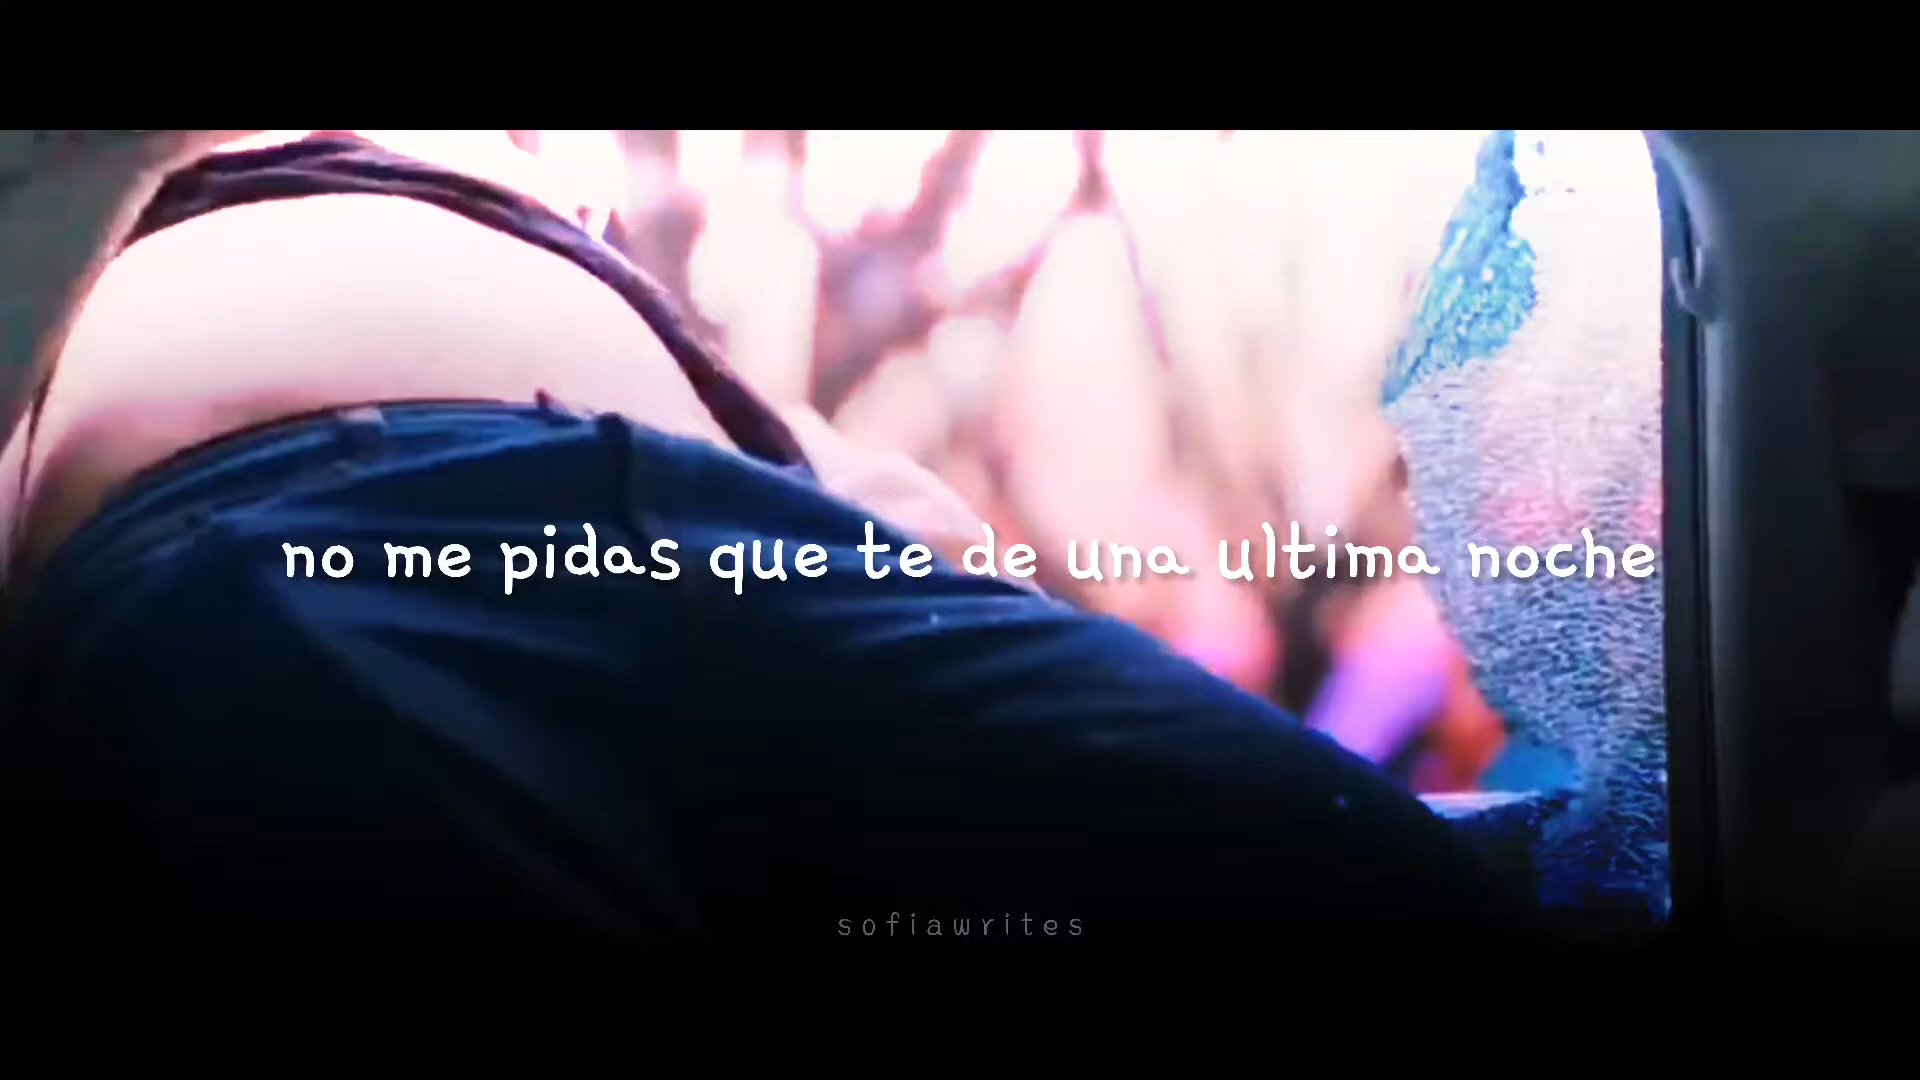 no me pidas que te de una ultima noche
sofiawrites